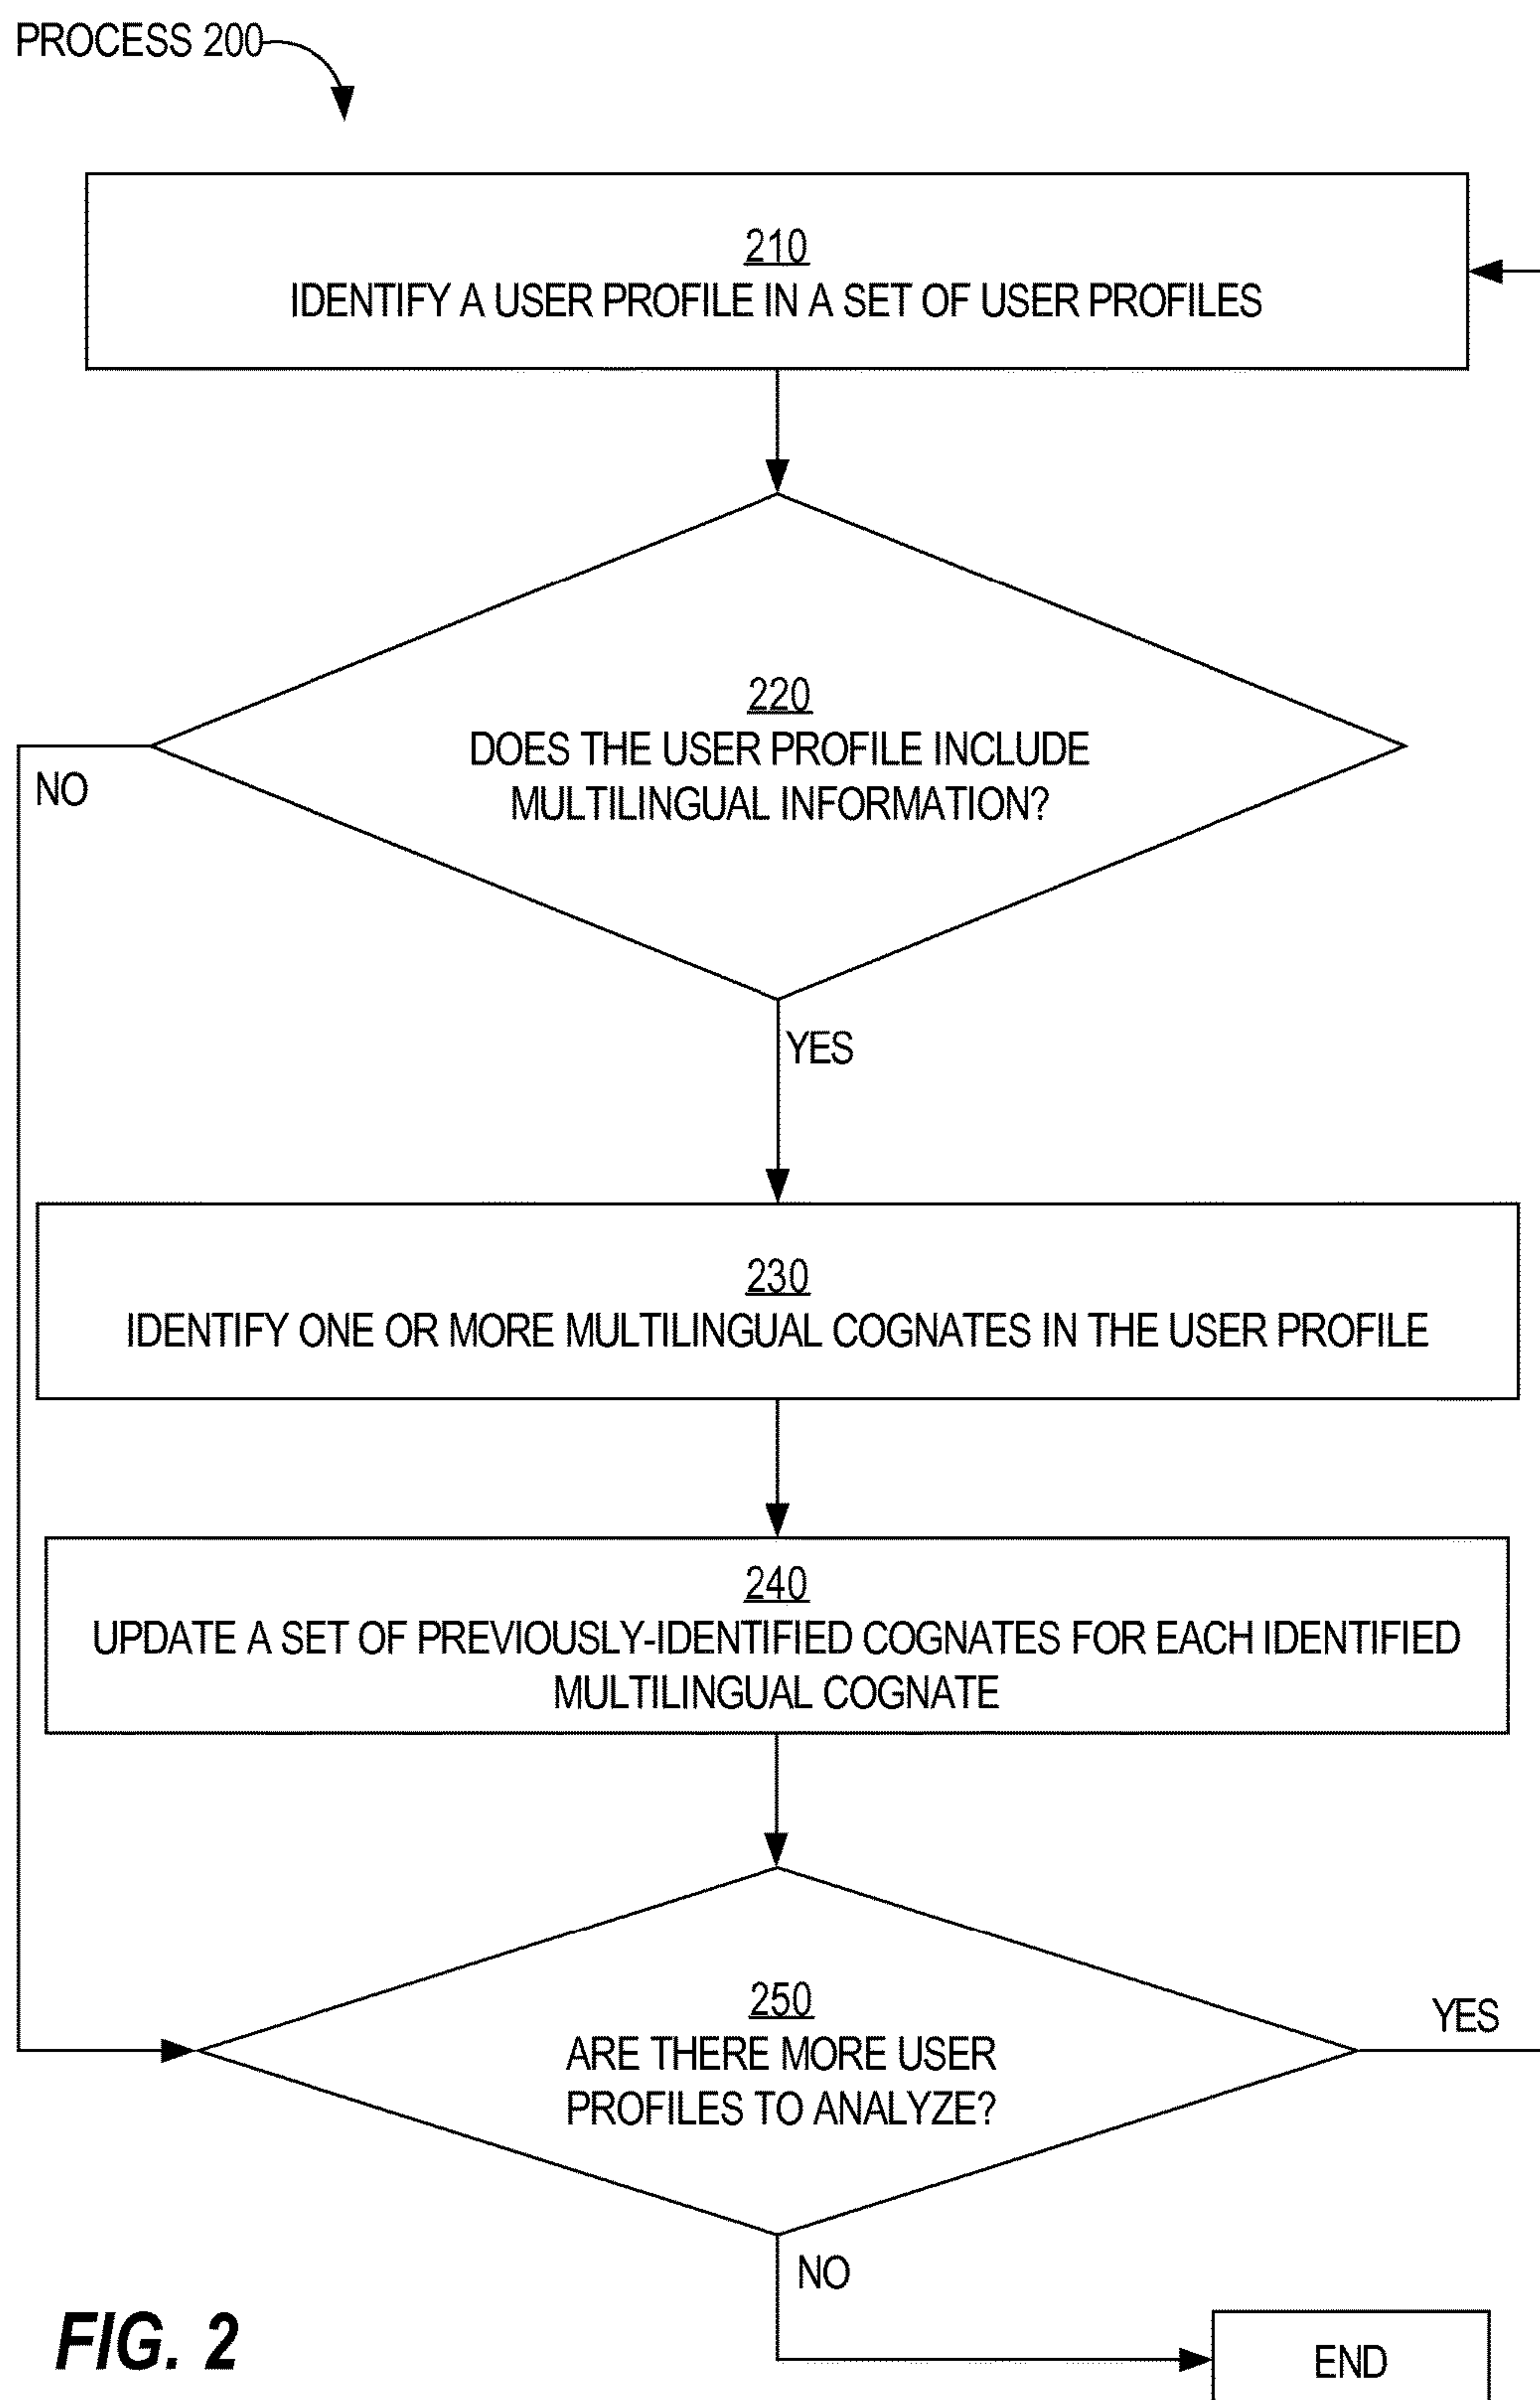 PROCESS 200
210
IDENTIFY A USER PROFILE IN A SET OF USER PROFILES
220
DOES THE USER PROFILE INCLUDE
MULTILINGUAL INFORMATION?
NO
YES
230
IDENTIFY ONE OR MORE MULTILINGUAL COGNATES IN THE USER PROFILE
240
UPDATE A SET OF PREVIOUSLY-IDENTIFIED COGNATES FOR EACH IDENTIFIED
MULTILINGUAL COGNATE
250
ARE THERE MORE USER
PROFILES TO ANALYZE?
YES
NO
END
FIG. 2